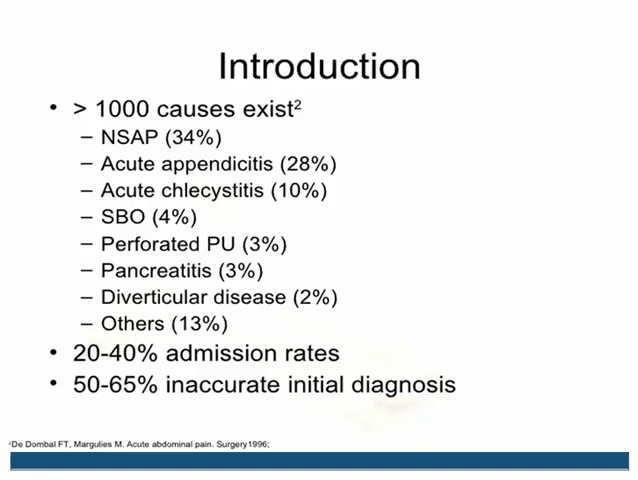 Introduction
• > 1000 causes exist²
– NSAP (34%)
– Acute appendicitis (28%)
– Acute chlecystitis (10%)
– SBO (4%)
– Perforated PU (3%)
– Pancreatitis (3%)
– Diverticular disease (2%)
– Others (13%)
• 20-40% admission rates
• 50-65% inaccurate initial diagnosis
²De Dombal FT, Margulies M. Acute abdominal pain. Surgery1996;